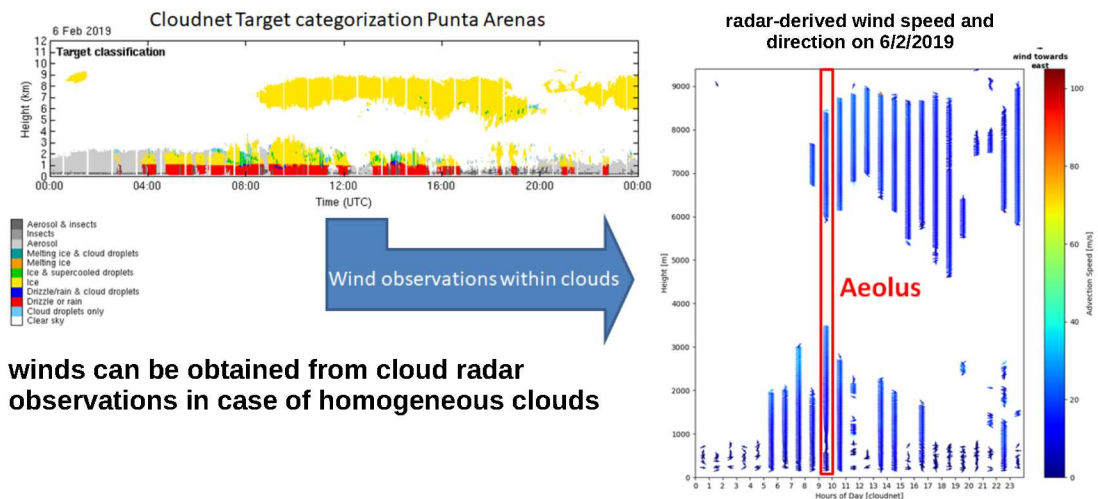 Cloudnet Target categorization Punta Arenas
6 Feb 2019
Target classification
12
11
10
9
8
7
6
5
4
3
2
1
0
Height (km)
00:00 04:00 08:00 12:00 16:00 20:00 00:00
Time (UTC)
Aerosol & insects
Insects
Aerosol
Melting ice & cloud droplets
Melting ice
Ice & supercooled droplets
Ice
Drizzle/rain & cloud droplets
Drizzle or rain
Cloud droplets only
Clear sky
Wind observations within clouds
winds can be obtained from cloud radar
observations in case of homogeneous clouds
radar-derived wind speed and
direction on 6/2/2019
wind towards
east
9000
8000
7000
6000
5000
4000
3000
2000
1000
0
Height [m]
Aeolus
0 1 2 3 4 5 6 7 8 9 10 11 12 13 14 15 16 17 18 19 20 21 22 23
Hours of Day [cloudnet]
100
80
60
40
20
0
Advection Speed [m/s]